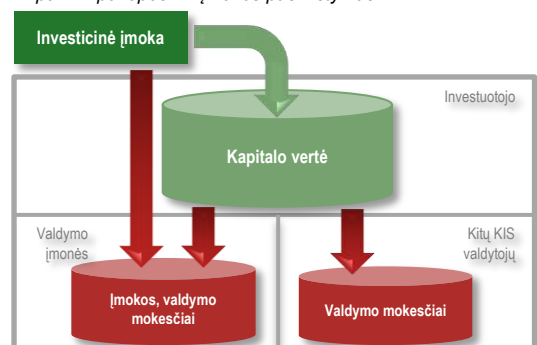 Investicinė įmoka
Investuotojo
Kapitalo vertė
Valdymo
įmonės
Kitų KIS
valdytojų
Įmokos, valdymo
mokesčiai
Valdymo mokesčiai